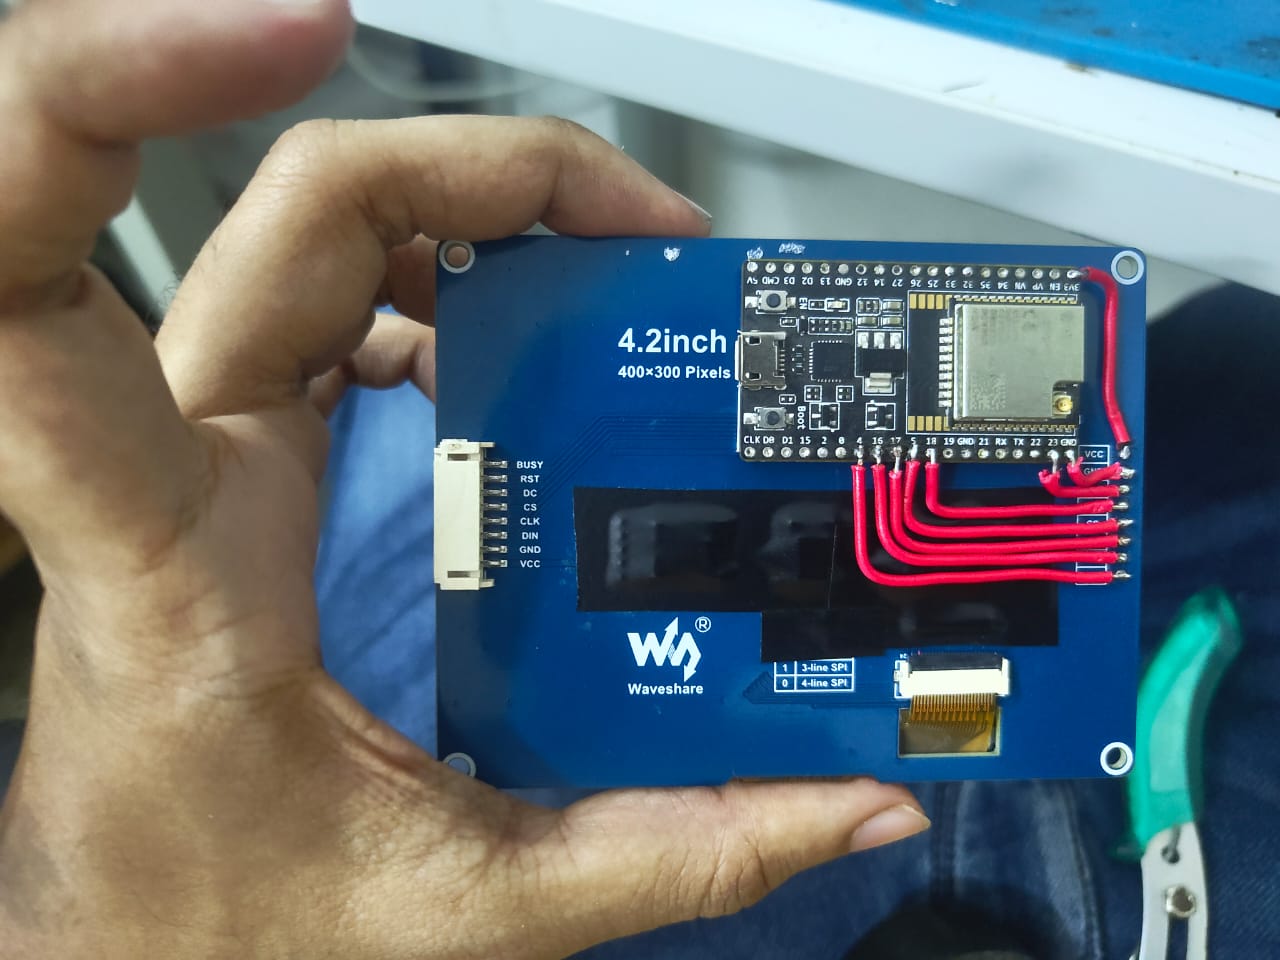 4.2inch
400×300 Pixels
5V CMD D3 D2 13 GND 12 14 27 26 25 33 32 35 34 VN VP EN 3V3
EN
Boot
CLK D0 D1 15 2 0 4 16 17 5 18 19 GND 21 RX TX 22 23 GND
VCC
GND
BUSY
RST
DC
CS
CLK
DIN
GND
VCC
W
®
Waveshare
1 3-line SPI
0 4-line SPI